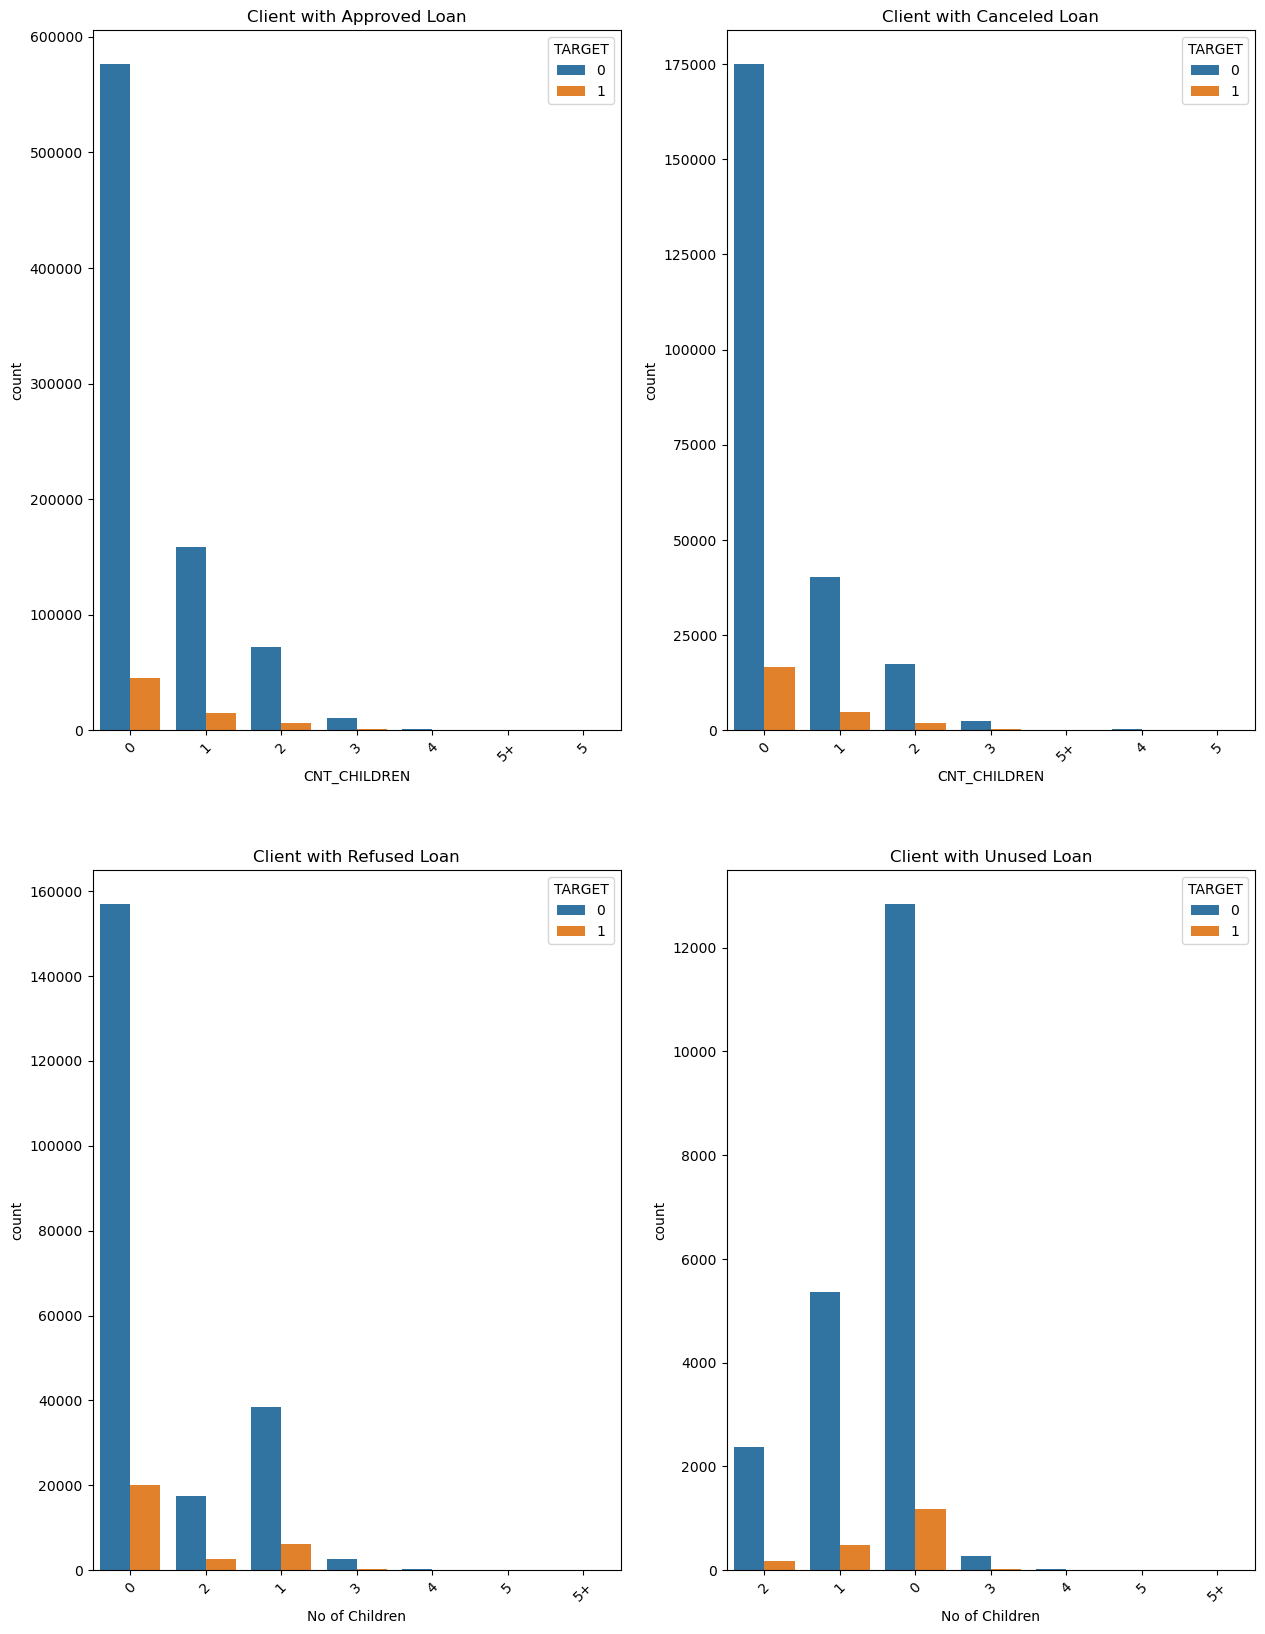 Client with Approved Loan
600000
500000
400000
300000
200000
100000
0
count
TARGET
0
1
0 1 2 3 4 5+ 5
CNT_CHILDREN
Client with Canceled Loan
175000
150000
125000
100000
75000
50000
25000
0
count
TARGET
0
1
0 1 2 3 5+ 4 5
CNT_CHILDREN
Client with Refused Loan
160000
140000
120000
100000
80000
60000
40000
20000
0
count
TARGET
0
1
0 2 1 3 4 5 5+
No of Children
Client with Unused Loan
12000
10000
8000
6000
4000
2000
0
count
TARGET
0
1
2 1 0 3 4 5 5+
No of Children